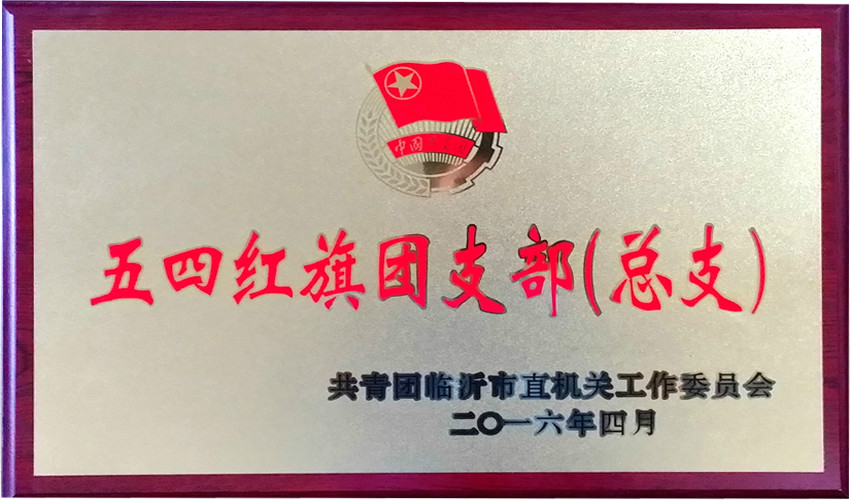 中国
五四红旗团支部(总支)
共青团临沂市直机关工作委员会
二〇一六年四月